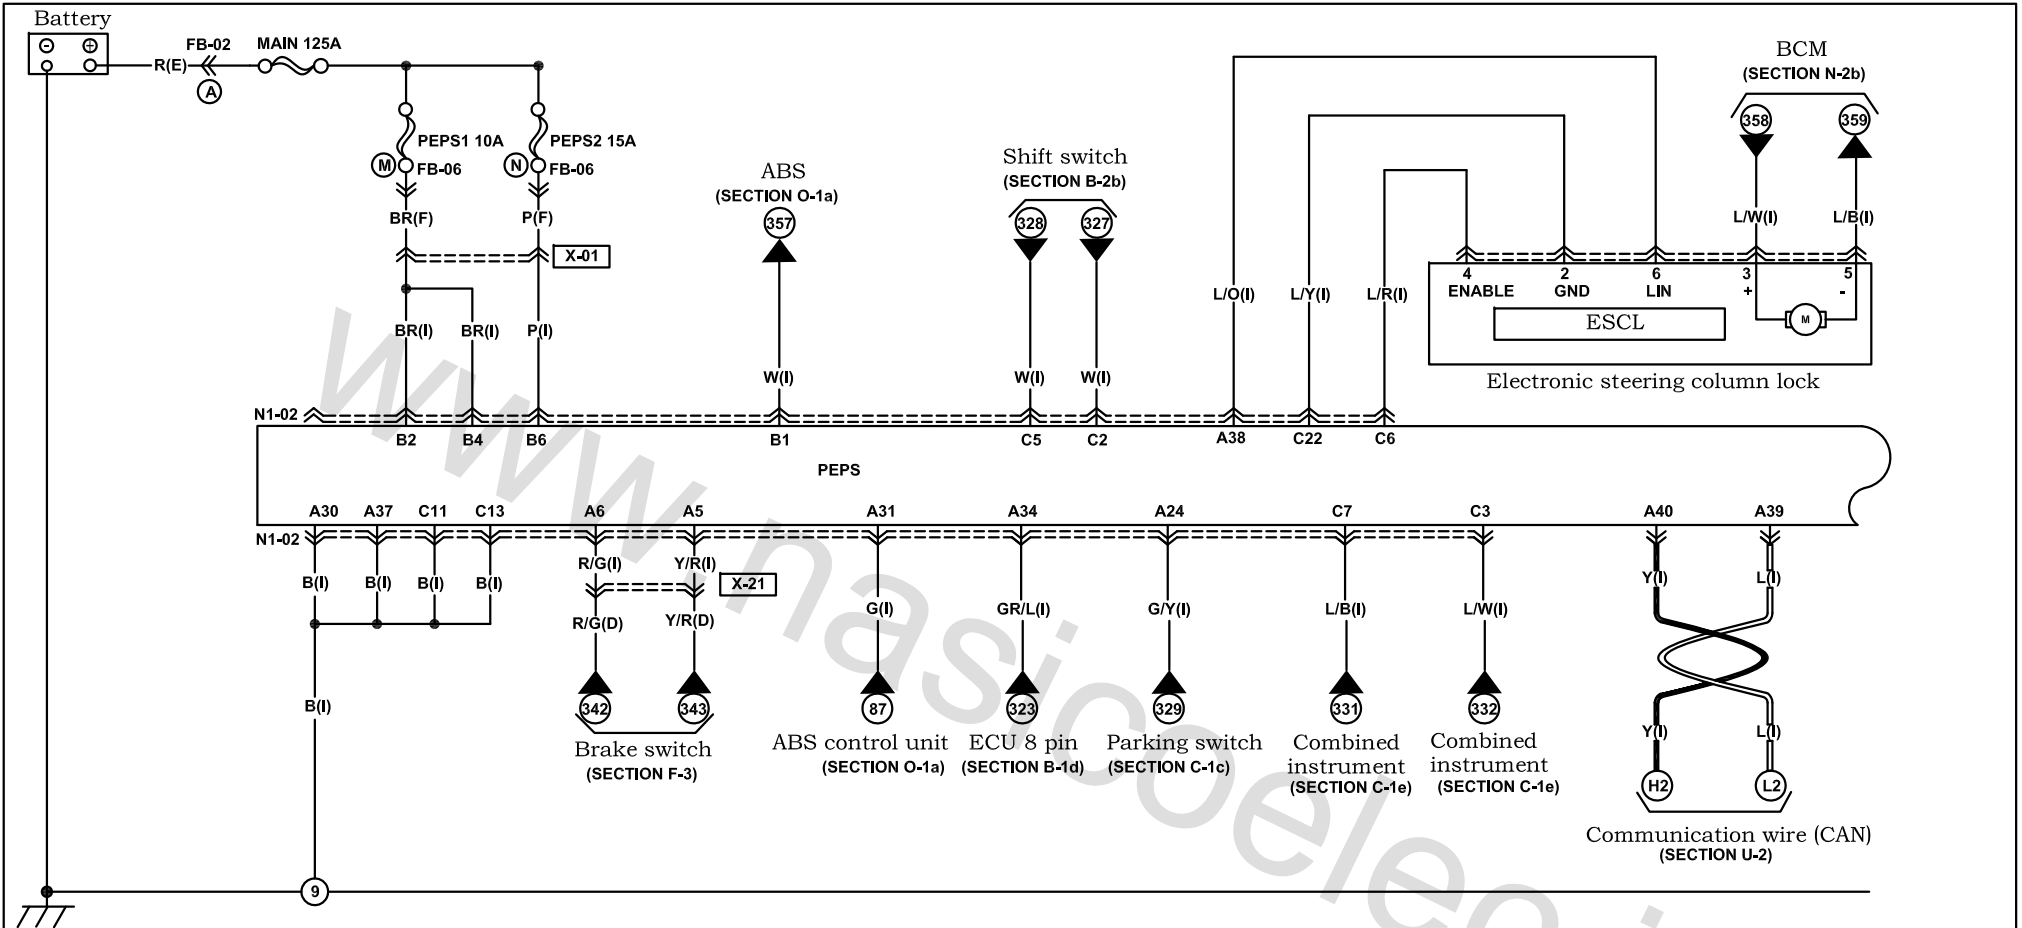 Battery
- +
FB-02 MAIN 125A
R(E)
A
BCM
(SECTION N-2b)
358 359
PEPS1 10A PEPS2 15A
M FB-06 N FB-06
ABS
(SECTION O-1a)
357
Shift switch
(SECTION B-2b)
328 327
BR(F) P(F)
L/W(I) L/B(I)
X-01
4 2 6 3 5
ENABLE GND LIN + -
L/O(I) L/Y(I) L/R(I)
ESCL M
BR(I) BR(I) P(I)
W(I) W(I) W(I)
Electronic steering column lock
N1-02
B2 B4 B6 B1 C5 C2 A38 C22 C6
PEPS
A30 A37 C11 C13 A6 A5 A31 A34 A24 C7 C3 A40 A39
N1-02
R/G(I) Y/R(I)
B(I) B(I) B(I) B(I) X-21 Y(I) L(I)
R/G(D) Y/R(D) G(I) GR/L(I) G/Y(I) L/B(I) L/W(I)
B(I)
342 343 87 323 329 331 332
Y(I) L(I)
Brake switch
(SECTION F-3)
ABS control unit
(SECTION O-1a)
ECU 8 pin
(SECTION B-1d)
Parking switch
(SECTION C-1c)
Combined
instrument
(SECTION C-1e)
Combined
instrument
(SECTION C-1e)
H2 L2
Communication wire (CAN)
(SECTION U-2)
9
www.nasicoelec.i